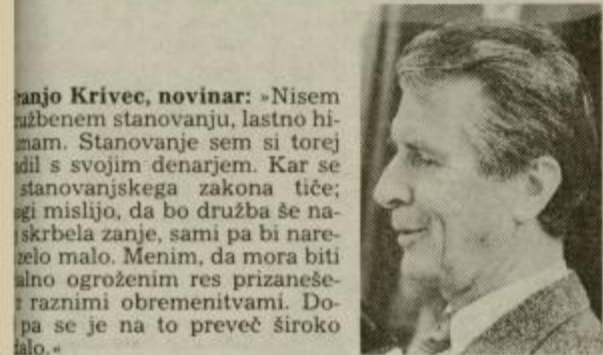 ranjo Krivec, novinar: »Nisem
užbenem stanovanju, lastno hi-
mam. Stanovanje sem si torej
dil s svojim denarjem. Kar se
stanovanjskega zakona tiče;
gi mislijo, da bo družba še na-
skrbela zanje, sami pa bi nare-
zelo malo. Menim, da mora biti
alno ogroženim res prizaneše-
z raznimi obremenitvami. Do-
pa se je na to preveč široko
alo.«